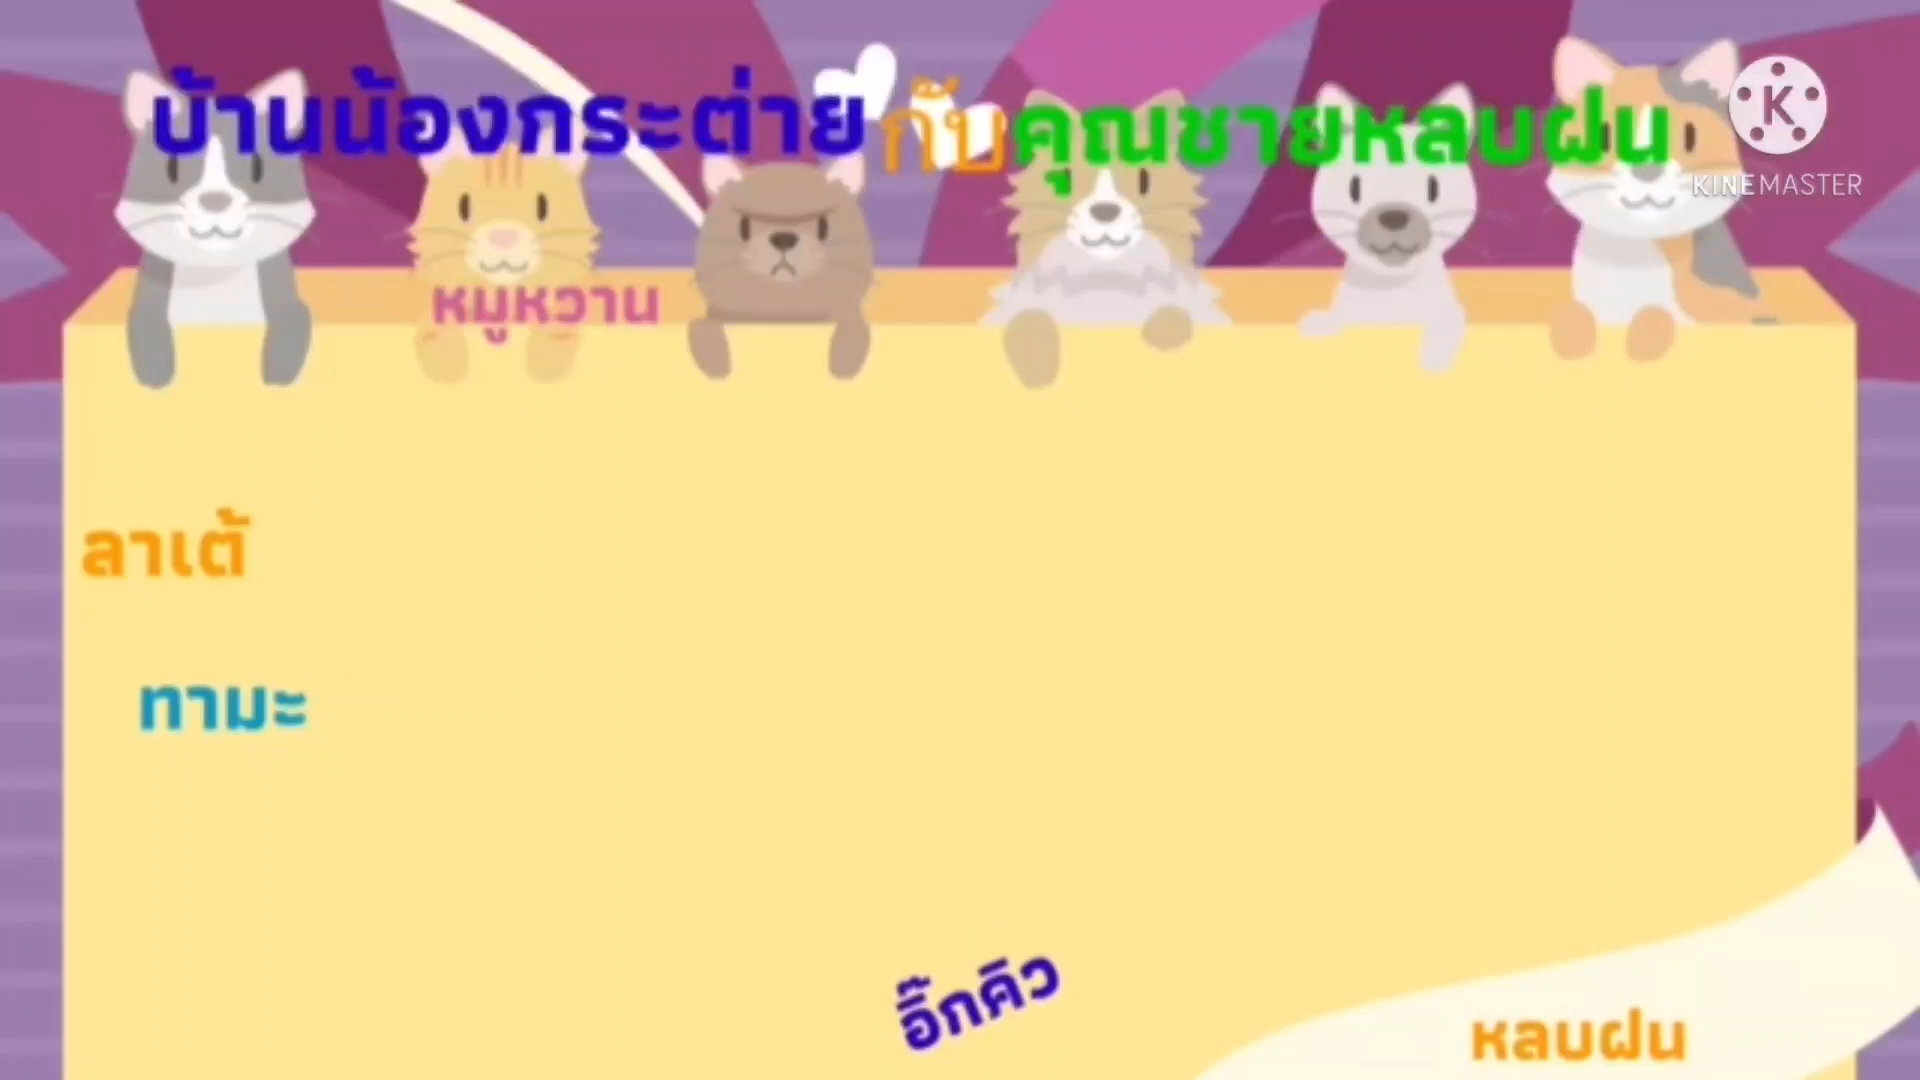 บ้านน้องกระต่าย กับ คุณชายหลบฝน
KINEMASTER
หมูหวาน
ลาเต้
ทามะ
อิ๊กคิว
หลบฝน